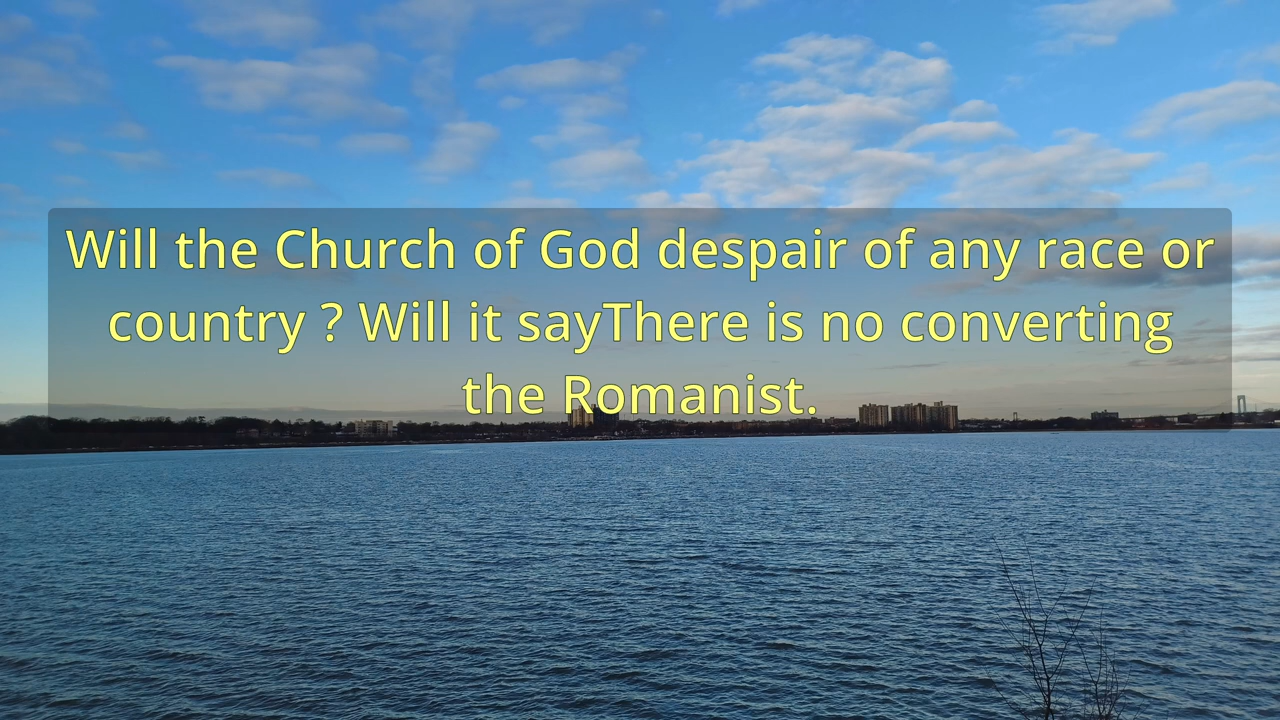 Will the Church of God despair of any race or
country ? Will it sayThere is no converting
the Romanist.